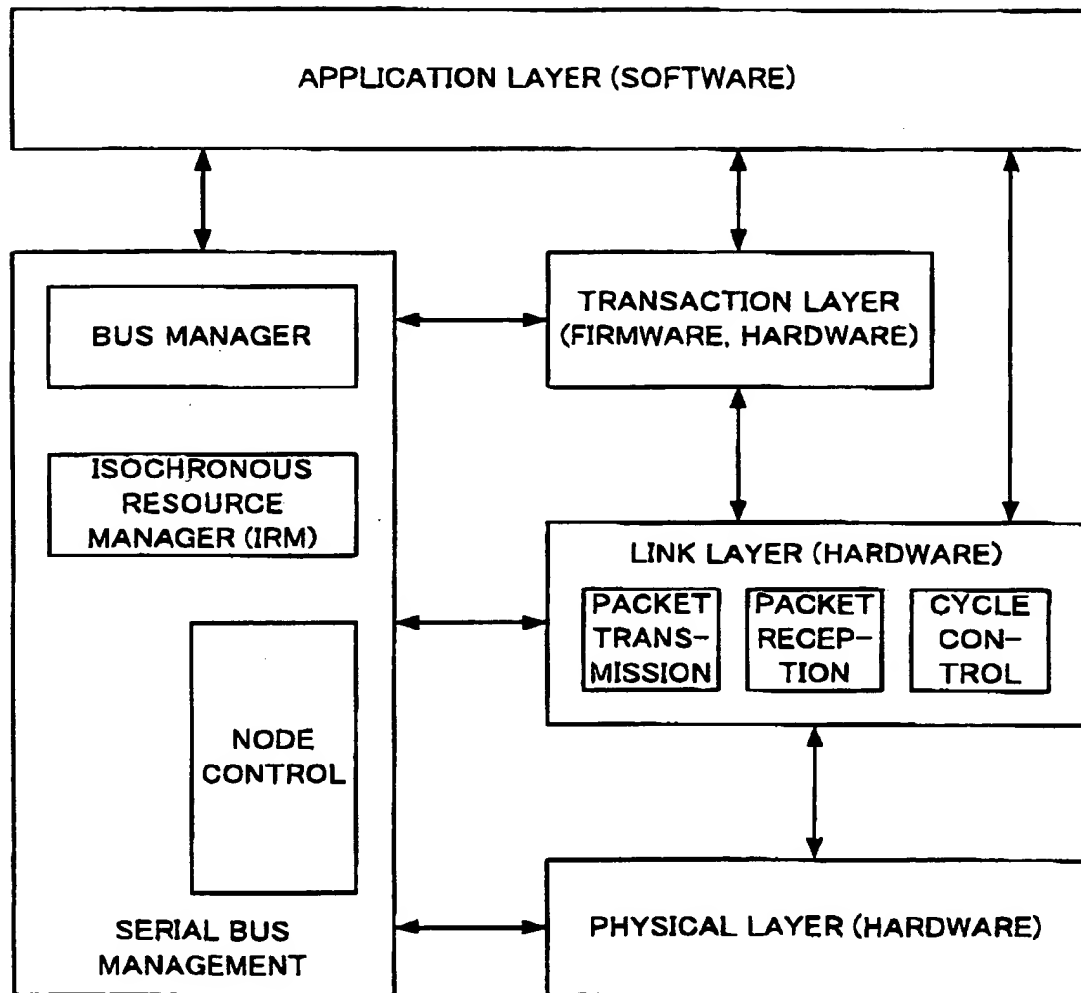 APPLICATION LAYER (SOFTWARE)
BUS MANAGER
ISOCHRONOUS
RESOURCE
MANAGER (IRM)
NODE
CONTROL
SERIAL BUS
MANAGEMENT
TRANSACTION LAYER
(FIRMWARE, HARDWARE)
LINK LAYER (HARDWARE)
PACKET
TRANS-
MISSION
PACKET
RECEP-
TION
CYCLE
CON-
TROL
PHYSICAL LAYER (HARDWARE)